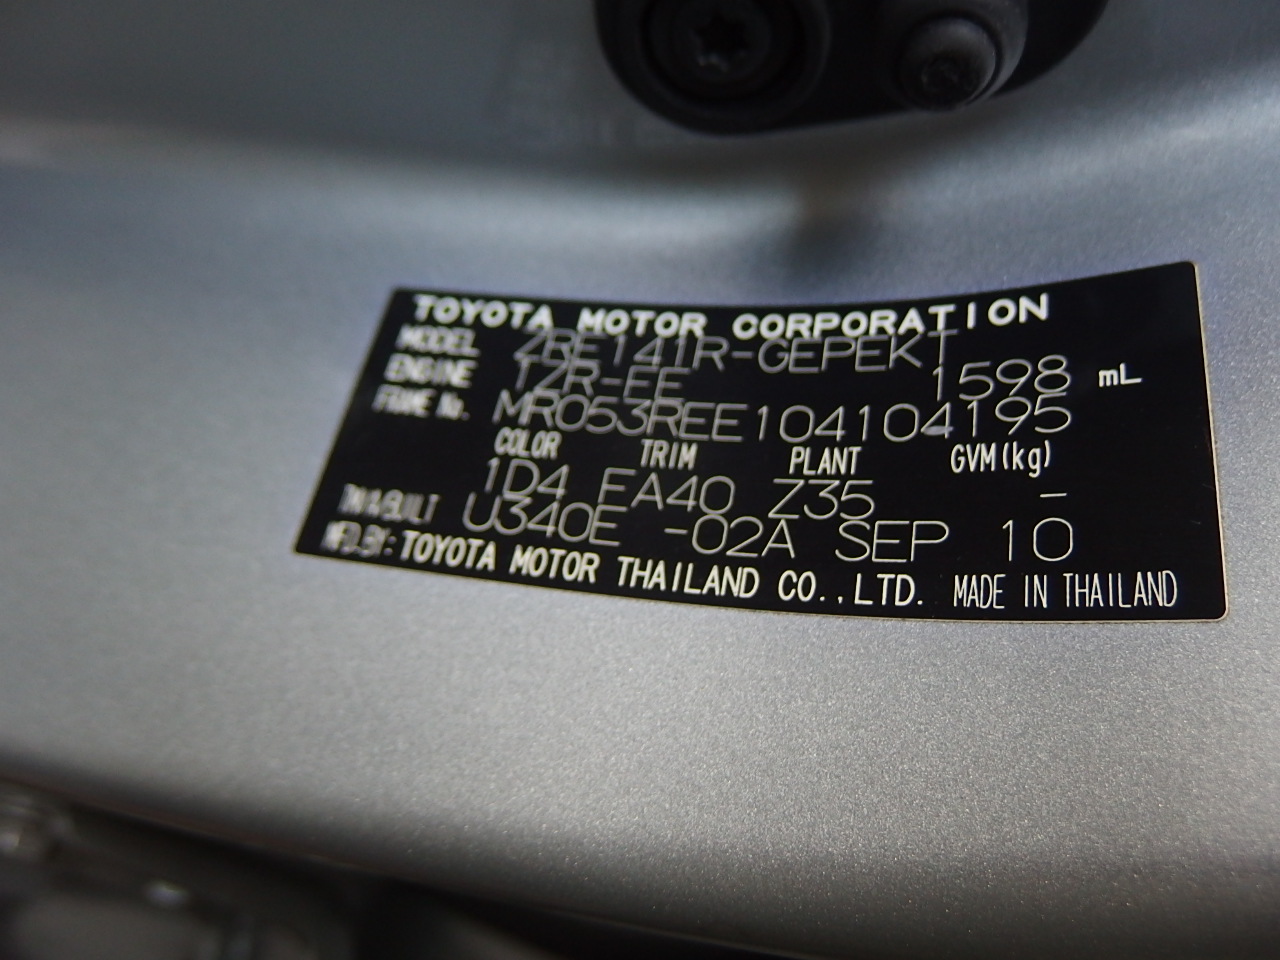 TOYOTA MOTOR CORPORATION
MODEL ZRE141R-GEPEKT
ENGINE 1ZR-FE 1598 mL
FRAME No. MR053REE104104195
COLOR TRIM PLANT GVM(kg)
1D4 FA40 Z35 -
TM/A/BUILT U340E -02A SEP 10
MFD.BY: TOYOTA MOTOR THAILAND CO.,LTD. MADE IN THAILAND